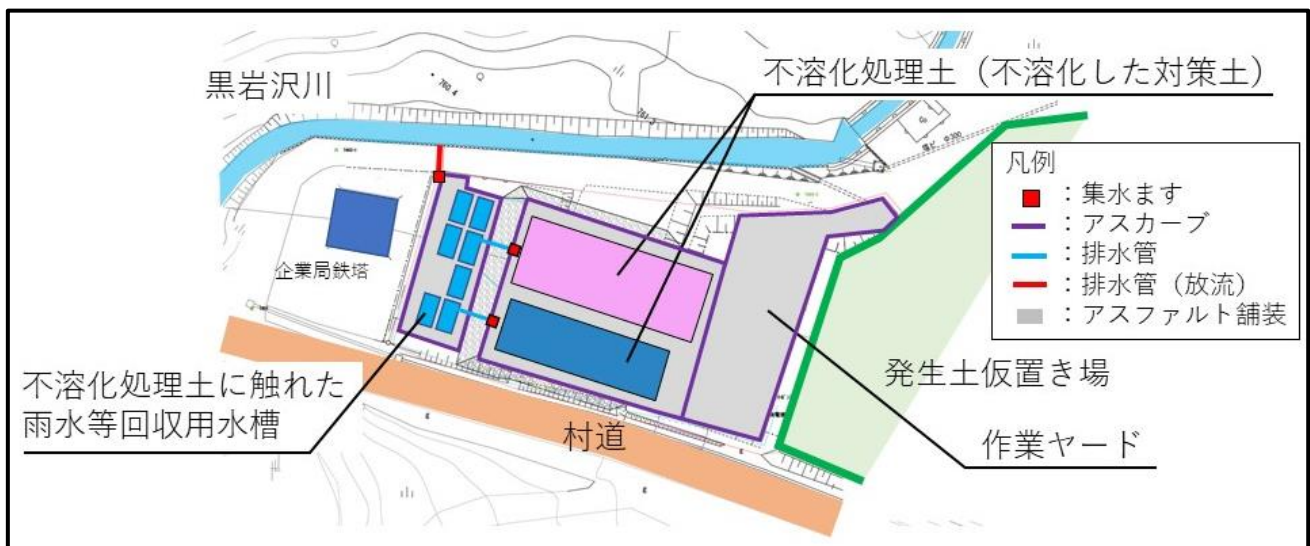 黒岩沢川
不溶化処理土（不溶化した対策土）
凡例
：集水ます
：アスカーブ
：排水管
：排水管（放流）
：アスファルト舗装
企業局鉄塔
発生土仮置き場
不溶化処理土に触れた
雨水等回収用水槽
村道
作業ヤード
760.4